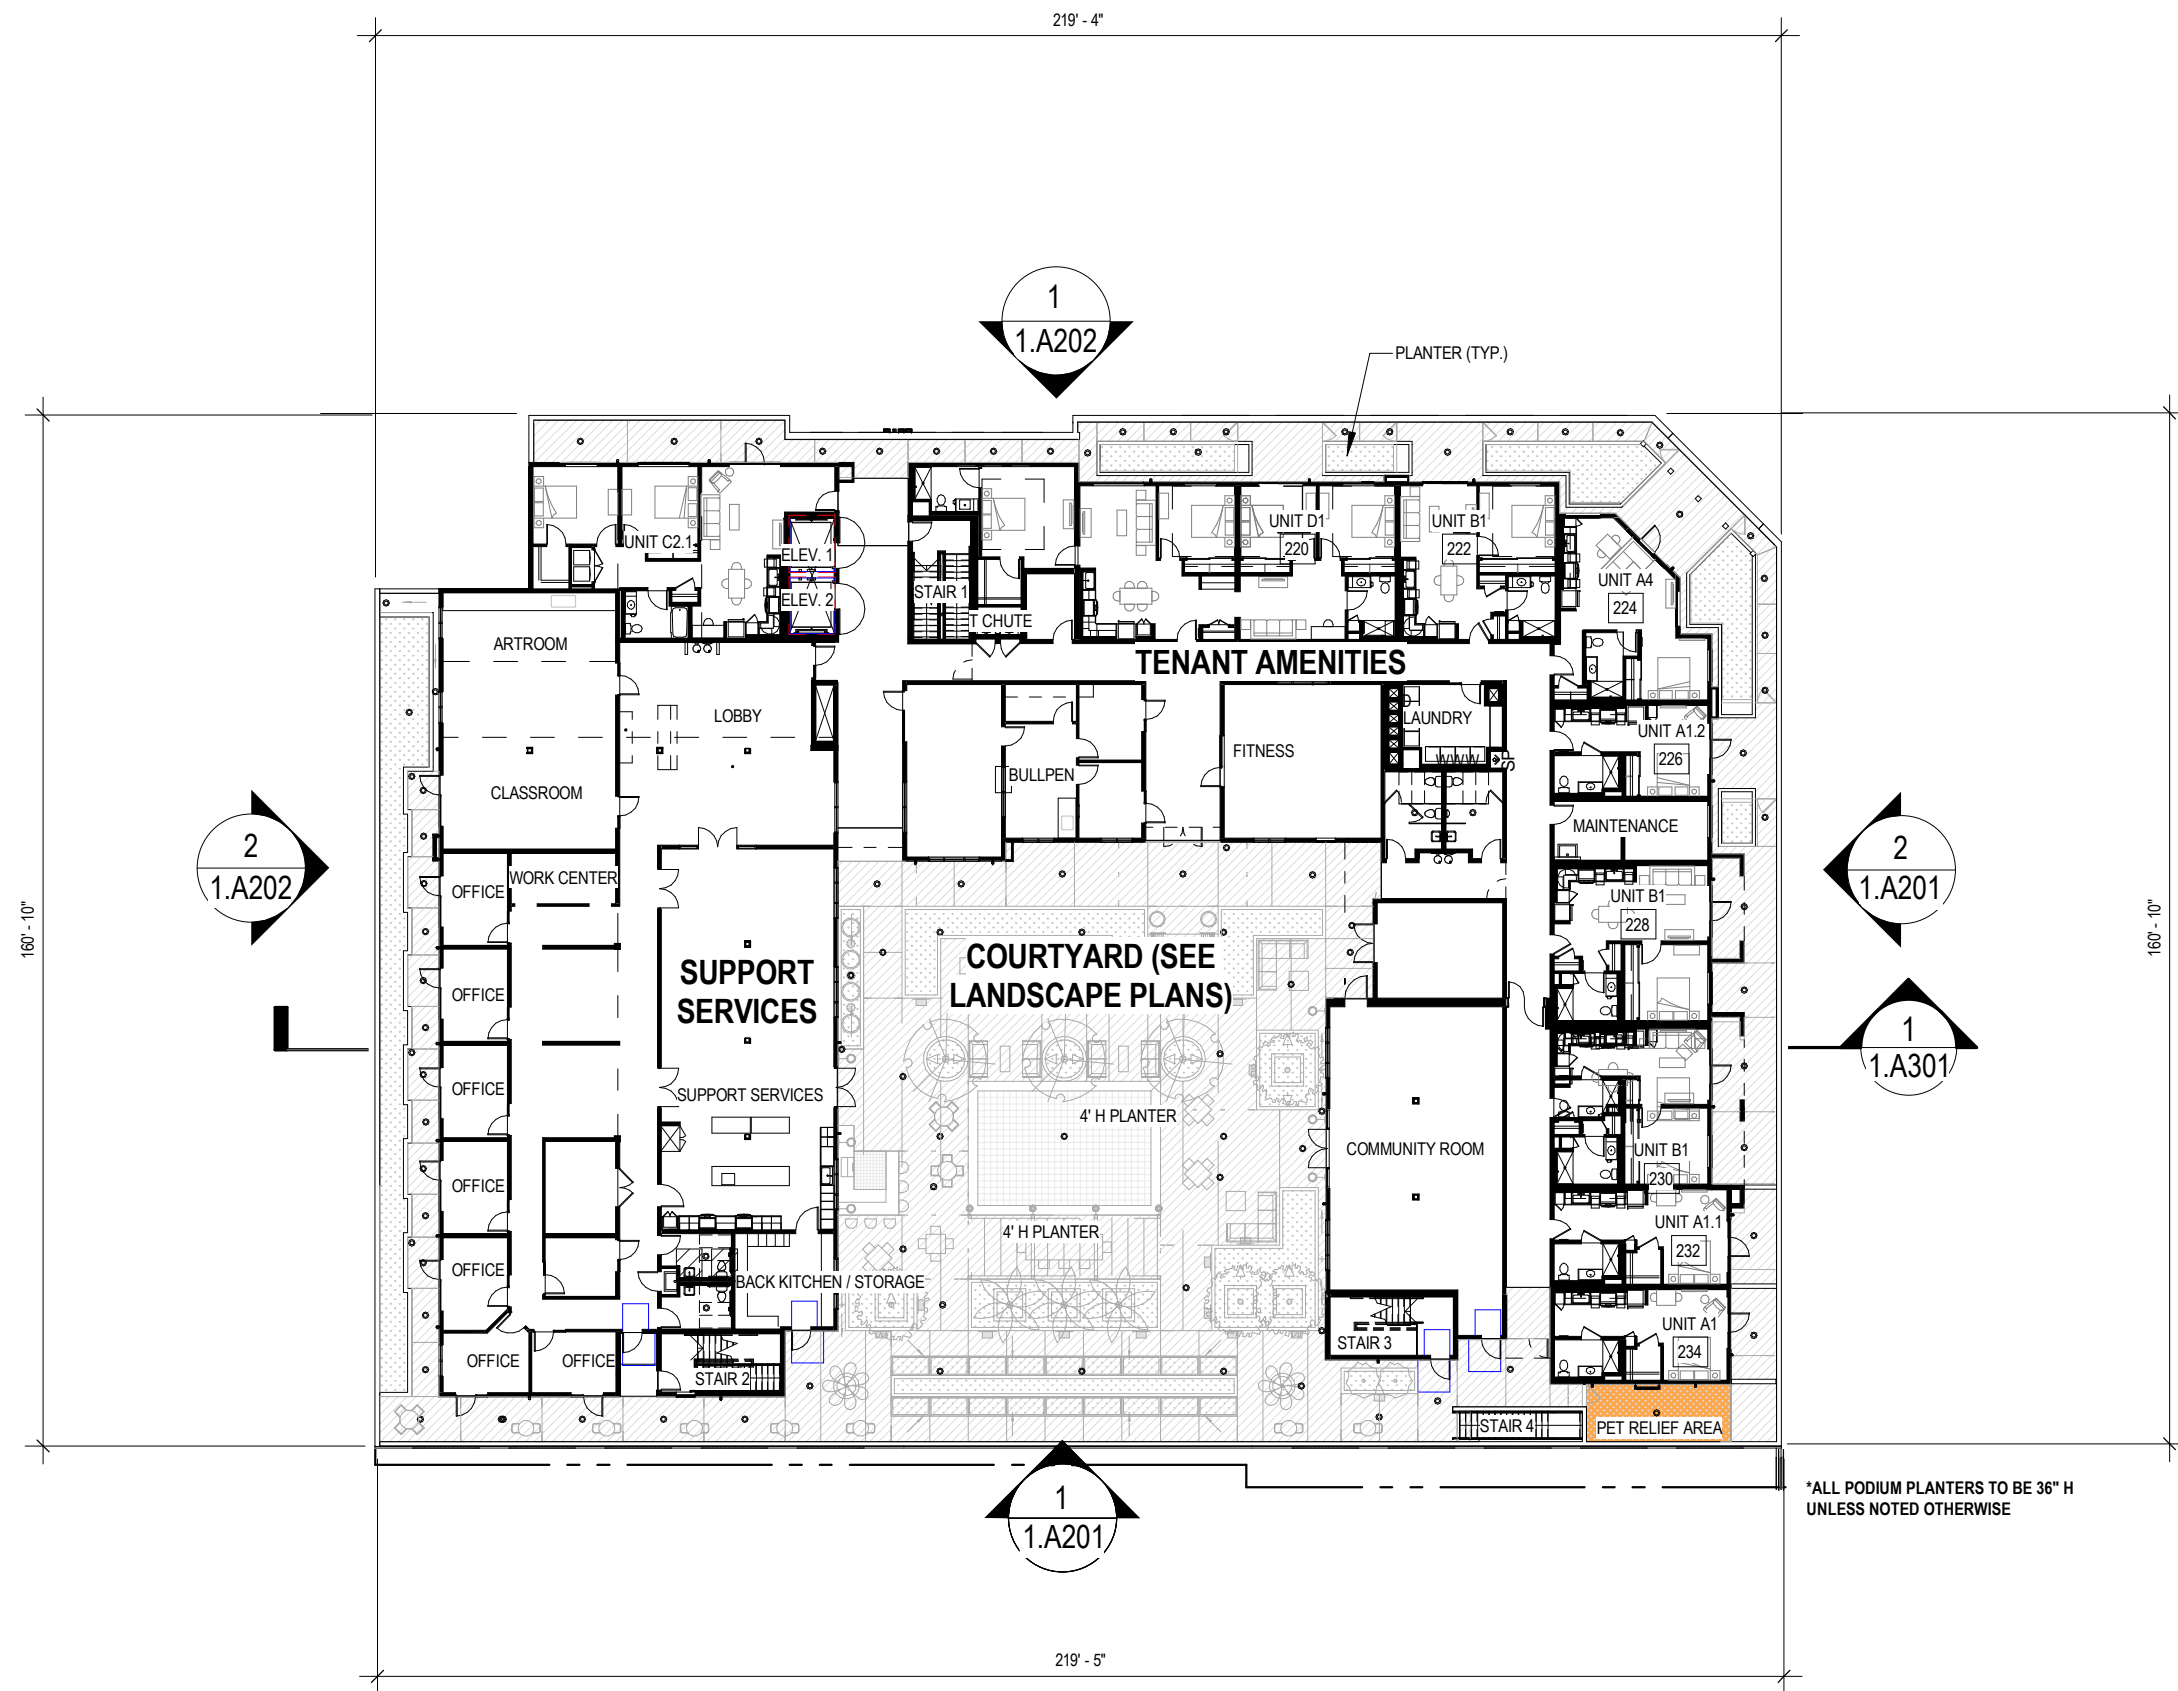 219' - 4"
1
1.A202
PLANTER (TYP.)
UNIT C2.1
ELEV. 1
ELEV. 2
STAIR 1
T CHUTE
UNIT D1
220
UNIT B1
222
UNIT A4
224
ARTROOM
TENANT AMENITIES
LOBBY
LAUNDRY
D
WWW
SP
UNIT A1.2
226
FITNESS
BULLPEN
CLASSROOM
MAINTENANCE
2
1.A202
2
1.A201
OFFICE
WORK CENTER
UNIT B1
228
160' - 10"
160' - 10"
SUPPORT
SERVICES
COURTYARD (SEE
LANDSCAPE PLANS)
OFFICE
1
1.A301
OFFICE
SUPPORT SERVICES
4' H PLANTER
COMMUNITY ROOM
UNIT B1
230
OFFICE
4' H PLANTER
UNIT A1.1
232
OFFICE
BACK KITCHEN / STORAGE
UNIT A1
234
STAIR 3
OFFICE
OFFICE
STAIR 2
STAIR 4
PET RELIEF AREA
*ALL PODIUM PLANTERS TO BE 36" H
UNLESS NOTED OTHERWISE
1
1.A201
219' - 5"